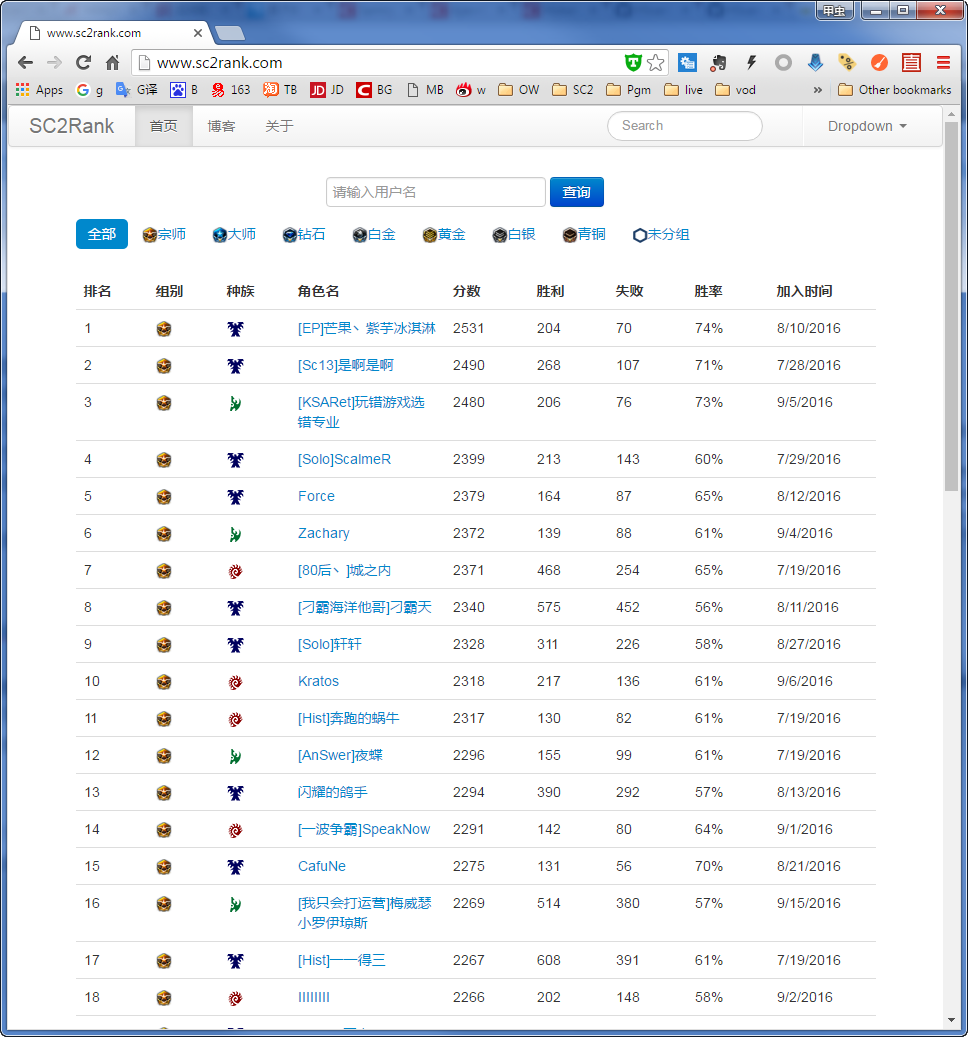 甲虫
www.sc2rank.com
www.sc2rank.com
Apps g G译 B 163 TB JD BG MB w OW SC2 Pgm live vod » Other bookmarks
SC2Rank 首页 博客 关于 Search Dropdown
请输入用户名 查询
全部 宗师 大师 钻石 白金 黄金 白银 青铜 未分组
排名 组别 种族 角色名 分数 胜利 失败 胜率 加入时间
1 [EP]芒果丶紫芋冰淇淋 2531 204 70 74% 8/10/2016
2 [Sc13]是啊是啊 2490 268 107 71% 7/28/2016
3 [KSARet]玩错游戏选 2480 206 76 73% 9/5/2016
错专业
4 [Solo]ScalmeR 2399 213 143 60% 7/29/2016
5 Force 2379 164 87 65% 8/12/2016
6 Zachary 2372 139 88 61% 9/4/2016
7 [80后丶]城之内 2371 468 254 65% 7/19/2016
8 [刁霸海洋他哥]刁霸天 2340 575 452 56% 8/11/2016
9 [Solo]轩轩 2328 311 226 58% 8/27/2016
10 Kratos 2318 217 136 61% 9/6/2016
11 [Hist]奔跑的蜗牛 2317 130 82 61% 7/19/2016
12 [AnSwer]夜蝶 2296 155 99 61% 7/19/2016
13 闪耀的鸽手 2294 390 292 57% 8/13/2016
14 [一波争霸]SpeakNow 2291 142 80 64% 9/1/2016
15 CafuNe 2275 131 56 70% 8/21/2016
16 [我只会打运营]梅威瑟 2269 514 380 57% 9/15/2016
小罗伊琼斯
17 [Hist]一一得三 2267 608 391 61% 7/19/2016
18 2266 202 148 58% 9/2/2016